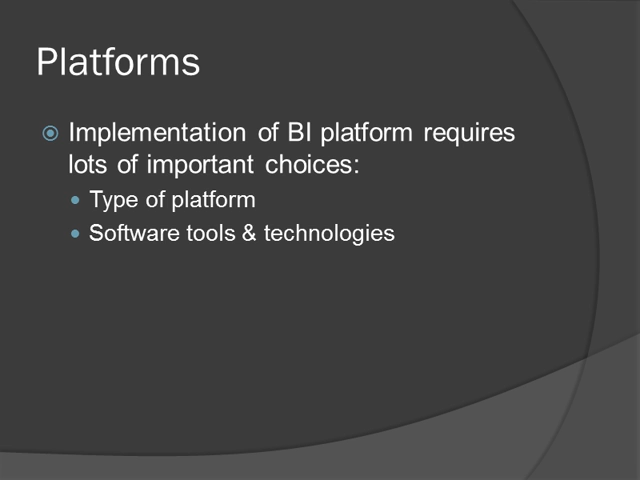 Platforms
Implementation of BI platform requires
lots of important choices:
Type of platform
Software tools & technologies